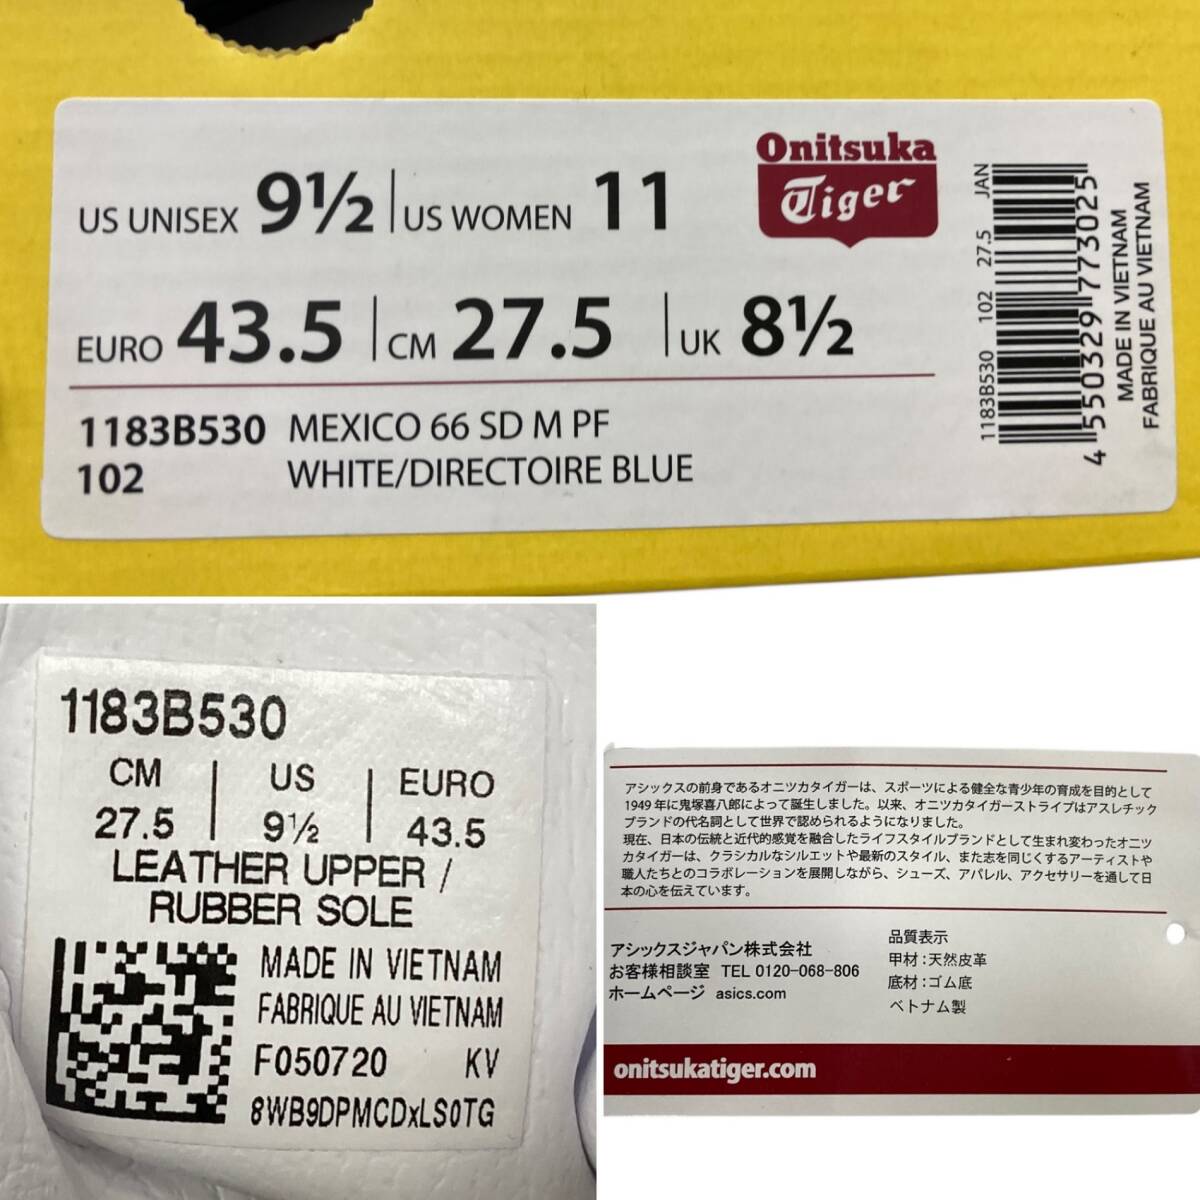 US UNISEX 9½ | US WOMEN 11
Onitsuka
Tiger
EURO 43.5 | CM 27.5 | UK 8½
1183B530 MEXICO 66 SD M PF
102 WHITE/DIRECTOIRE BLUE
1183B530 102 27.5 JAN
4 550329 773025
MADE IN VIETNAM
FABRIQUE AU VIETNAM
1183B530
CM | US | EURO
27.5 | 9½ | 43.5
LEATHER UPPER /
RUBBER SOLE
MADE IN VIETNAM
FABRIQUE AU VIETNAM
F050720 KV
8WB9DPMCDxLS0TG
アシックスの前身であるオニツカタイガーは、スポーツによる健全な青少年の育成を目的として
1949年に鬼塚喜八郎によって誕生しました。以来、オニツカタイガーストライプはアスレチック
ブランドの代名詞として世界で認められるようになりました。
現在、日本の伝統と近代的感覚を融合したライフスタイルブランドとして生まれ変わったオニツ
カタイガーは、クラシカルなシルエットや最新のスタイル、また志を同じくするアーティストや
職人たちとのコラボレーションを展開しながら、シューズ、アパレル、アクセサリーを通して日
本の心を伝えています。
アシックスジャパン株式会社
お客様相談室 TEL 0120-068-806
ホームページ asics.com
品質表示
甲材：天然皮革
底材：ゴム底
ベトナム製
onitsukatiger.com